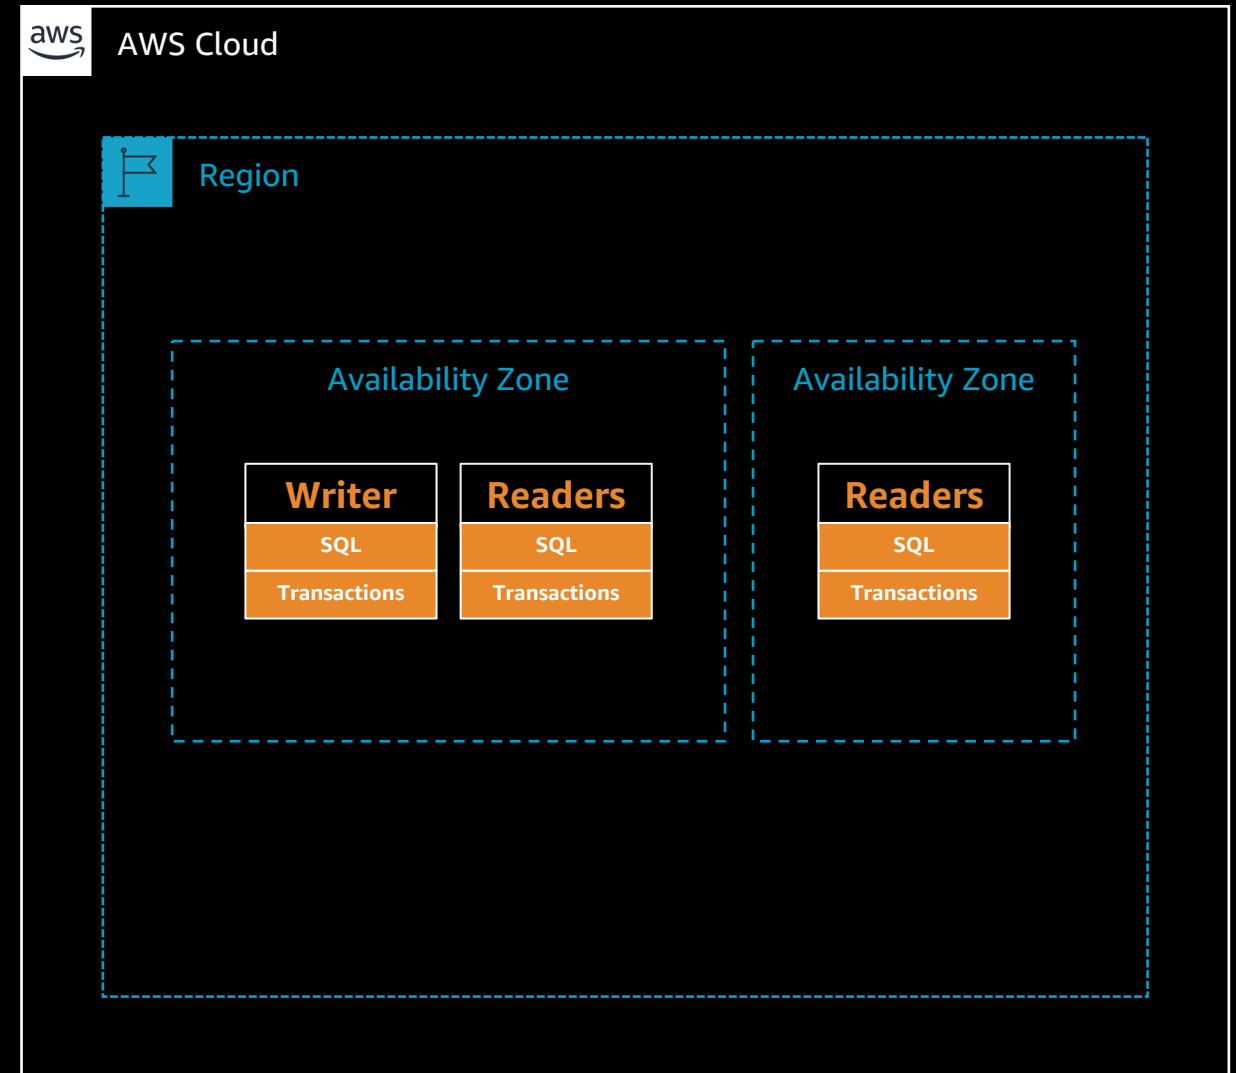 aws
AWS Cloud
Region
Availability Zone
Writer
SQL
Transactions
Readers
SQL
Transactions
Availability Zone
Readers
SQL
Transactions